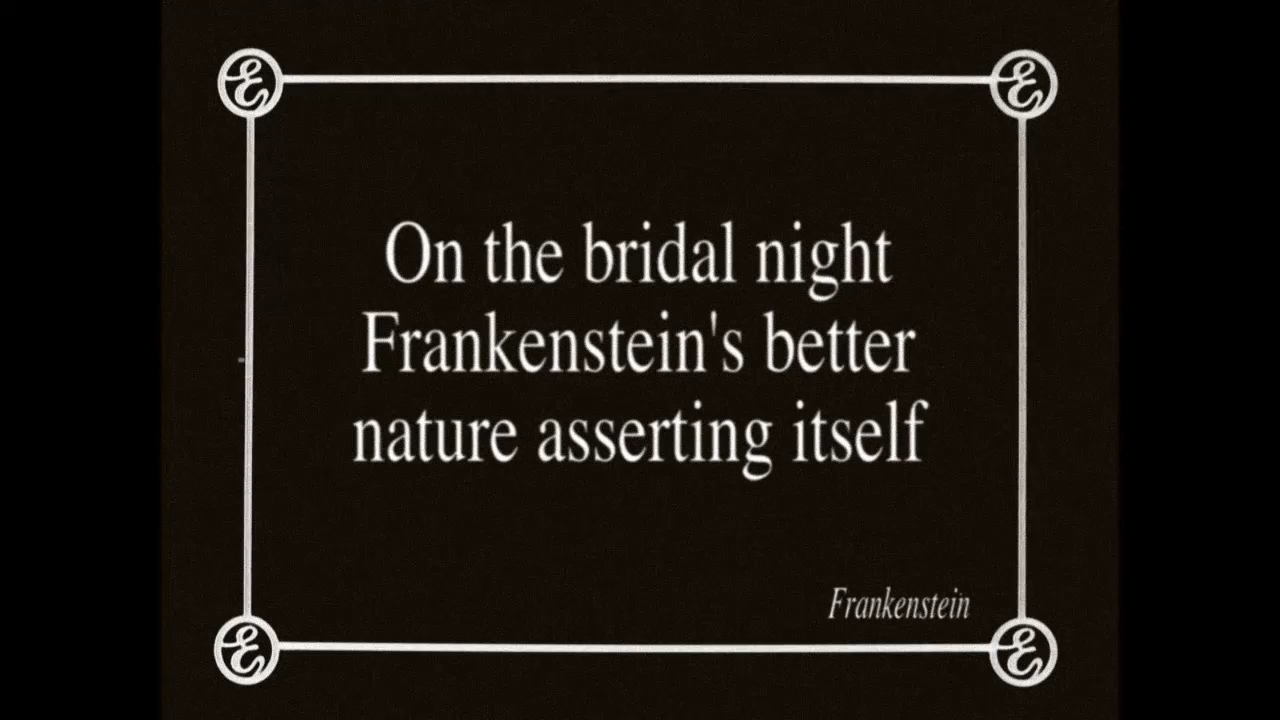 On the bridal night
Frankenstein's better
nature asserting itself
Frankenstein